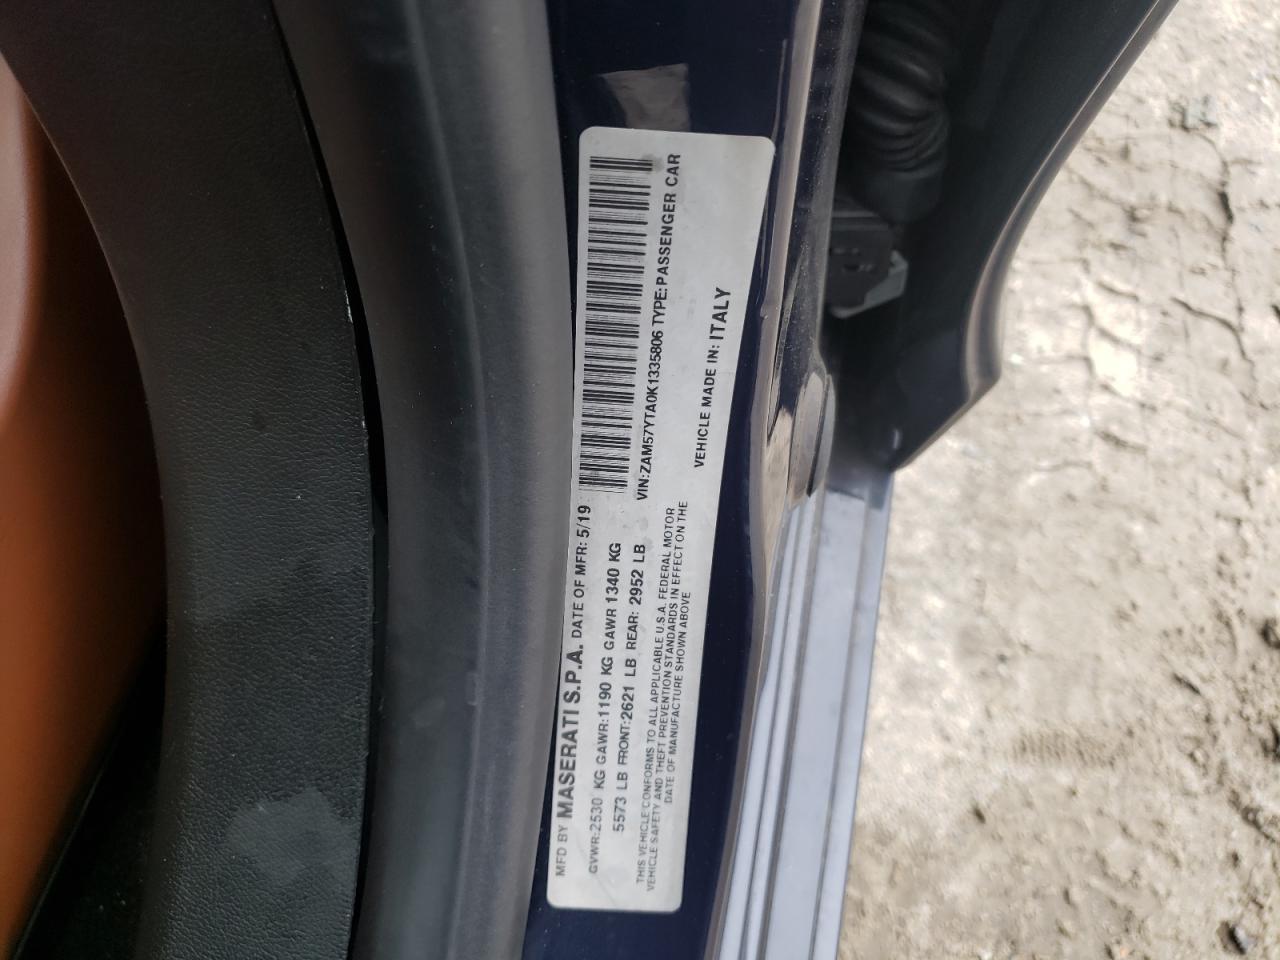 MFD BY MASERATI S.P.A. DATE OF MFR: 5/19
GVWR:2530 KG GAWR:1190 KG GAWR 1340 KG
5573 LB FRONT:2621 LB REAR: 2952 LB
VIN:ZAM57YTA0K1335806 TYPE:PASSENGER CAR
THIS VEHICLE CONFORMS TO ALL APPLICABLE U.S.A. FEDERAL MOTOR
VEHICLE SAFETY AND THEFT PREVENTION STANDARDS IN EFFECT ON THE
DATE OF MANUFACTURE SHOWN ABOVE
VEHICLE MADE IN: ITALY